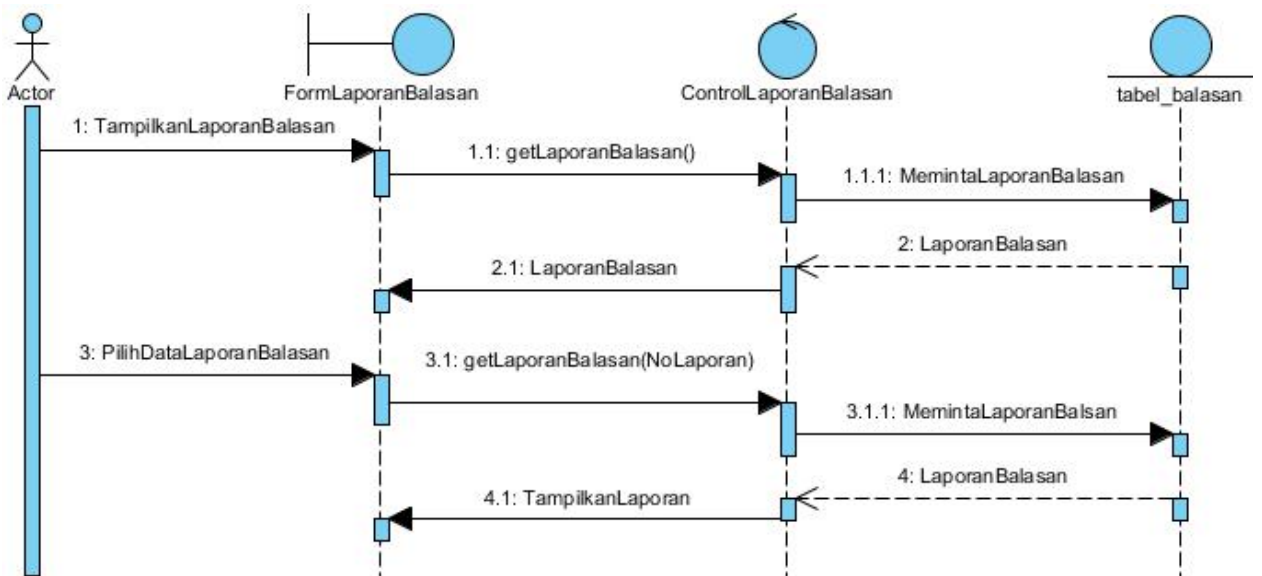 Actor
FormLaporanBalasan
ControlLaporanBalasan
tabel_balasan
1: TampilkanLaporanBalasan
1.1: getLaporanBalasan()
1.1.1: MemintaLaporanBalasan
2: LaporanBalasan
2.1: LaporanBalasan
3: PilihDataLaporanBalasan
3.1: getLaporanBalasan(NoLaporan)
3.1.1: MemintaLaporanBalsan
4: LaporanBalasan
4.1: TampilkanLaporan